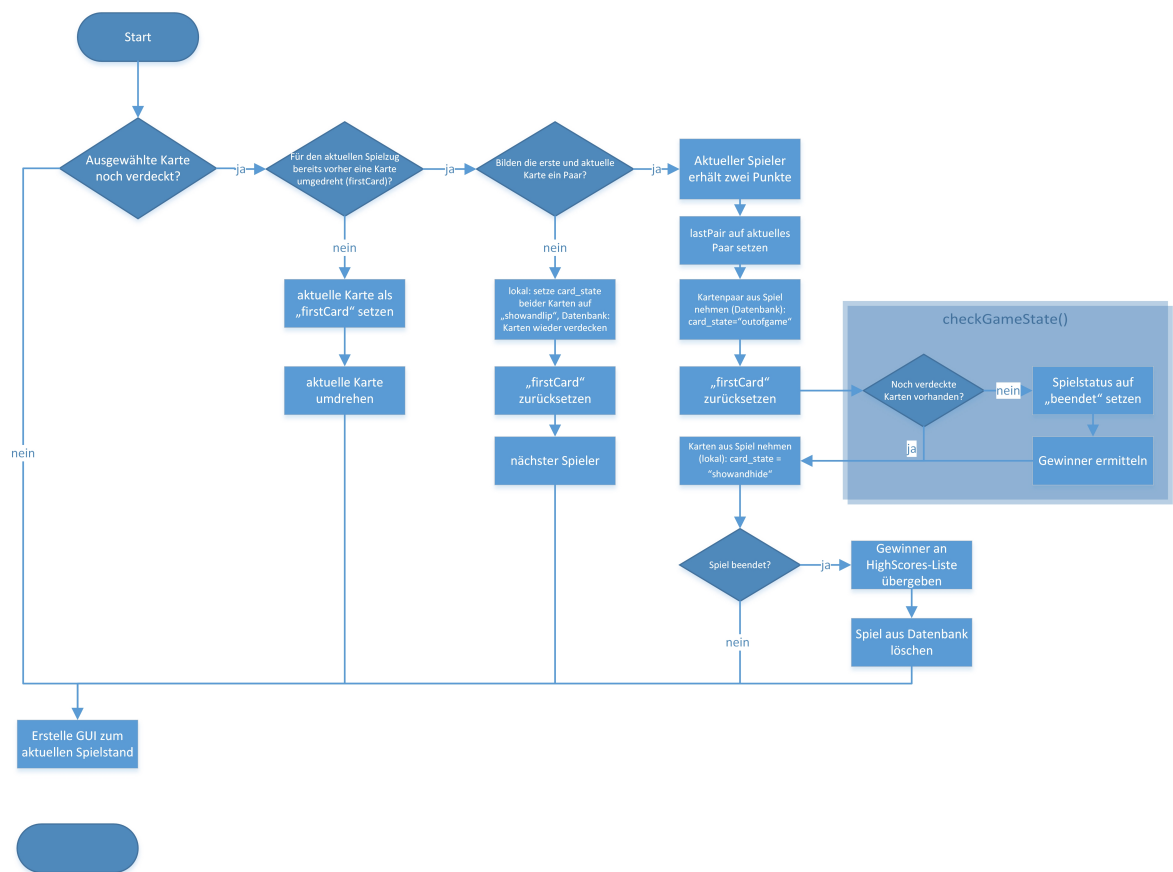 Start
Ausgewählte Karte
noch verdeckt?
ja
nein
Für den aktuellen Spielzug
bereits vorher eine Karte
umgedreht (firstCard)?
ja
nein
aktuelle Karte als
„firstCard“ setzen
aktuelle Karte
umdrehen
Bilden die erste und aktuelle
Karte ein Paar?
ja
nein
lokal: setze card_state
beider Karten auf
„showandlip“, Datenbank:
Karten wieder verdecken
„firstCard“
zurücksetzen
nächster Spieler
Aktueller Spieler
erhält zwei Punkte
lastPair auf aktuelles
Paar setzen
Kartenpaar aus Spiel
nehmen (Datenbank):
card_state=“outofgame“
„firstCard“
zurücksetzen
checkGameState()
Noch verdeckte
Karten vorhanden?
nein
ja
Spielstatus auf
„beendet“ setzen
Gewinner ermitteln
Karten aus Spiel nehmen
(lokal): card_state =
“showandhide“
Spiel beendet?
ja
nein
Gewinner an
HighScores-Liste
übergeben
Spiel aus Datenbank
löschen
Erstelle GUI zum
aktuellen Spielstand